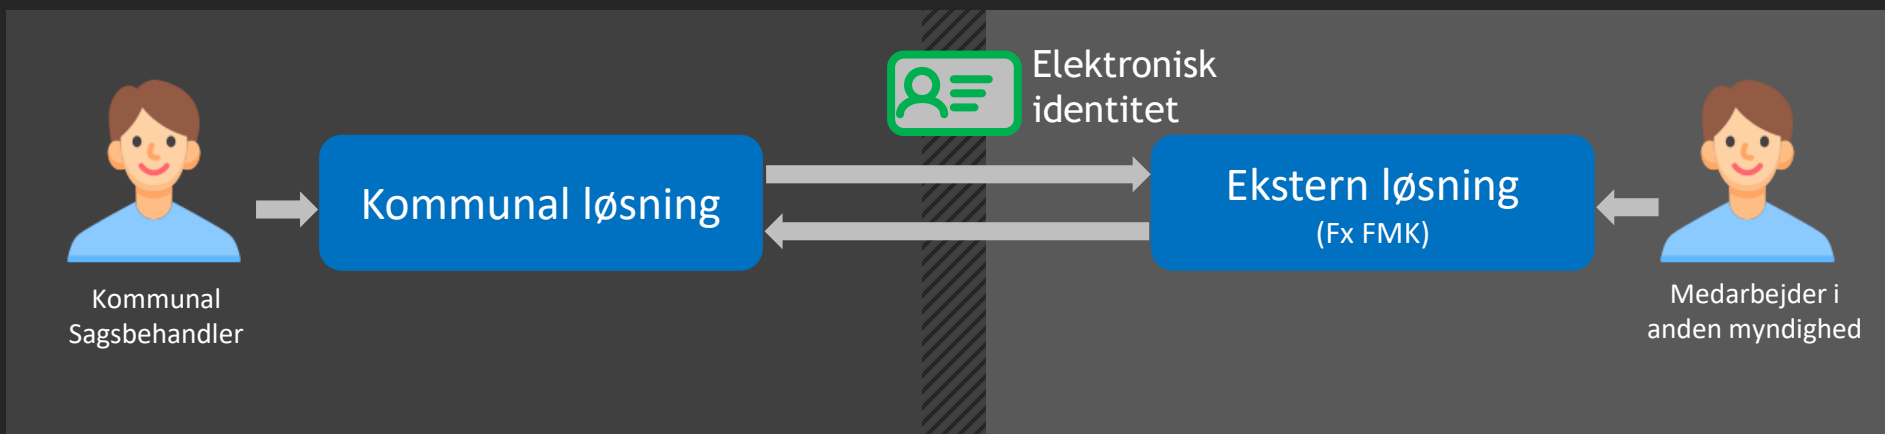 Elektronisk
identitet
Kommunal løsning
Ekstern løsning
(Fx FMK)
Kommunal
Sagsbehandler
Medarbejder i
anden myndighed